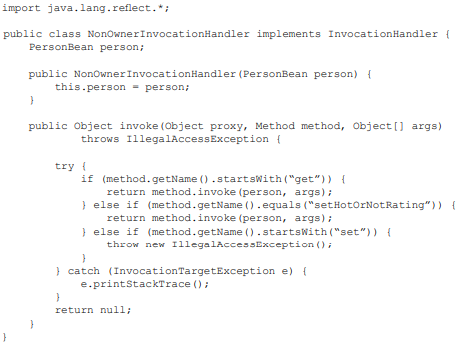 import java.lang.reflect.*;
public class NonOwnerInvocationHandler implements InvocationHandler {
PersonBean person;
public NonOwnerInvocationHandler(PersonBean person) {
this.person = person;
}
public Object invoke(Object proxy, Method method, Object[] args)
throws IllegalAccessException {
try {
if (method.getName().startsWith(“get”)) {
return method.invoke(person, args);
} else if (method.getName().equals(“setHotOrNotRating”)) {
return method.invoke(person, args);
} else if (method.getName().startsWith(“set”)) {
throw new IllegalAccessException();
}
} catch (InvocationTargetException e) {
e.printStackTrace();
}
return null;
}
}